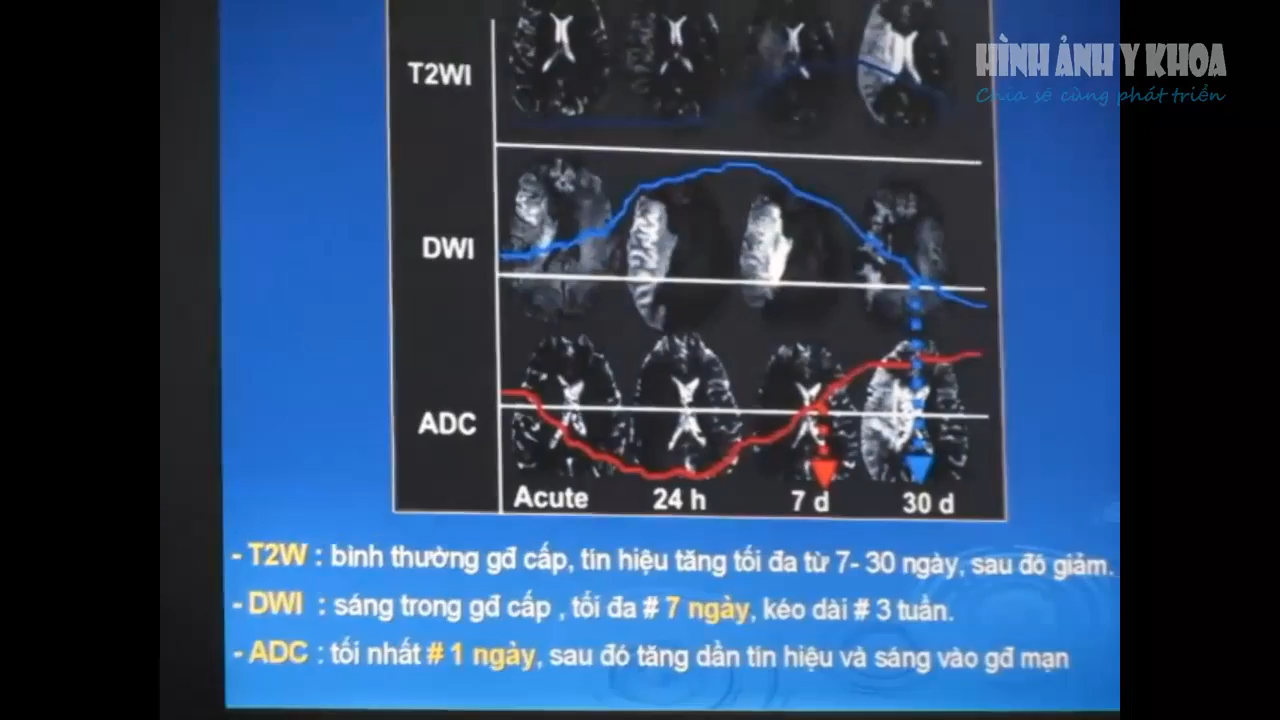 HÌNH ẢNH Y KHOA
Chia sẽ cùng phát triển
T2WI
DWI
ADC
Acute 24 h 7 d 30 d
- T2W : bình thường gđ cấp, tín hiệu tăng tối đa từ 7- 30 ngày, sau đó giảm.
- DWI : sáng trong gđ cấp , tối đa # 7 ngày, kéo dài # 3 tuần.
- ADC : tối nhất # 1 ngày, sau đó tăng dần tín hiệu và sáng vào gđ mạn